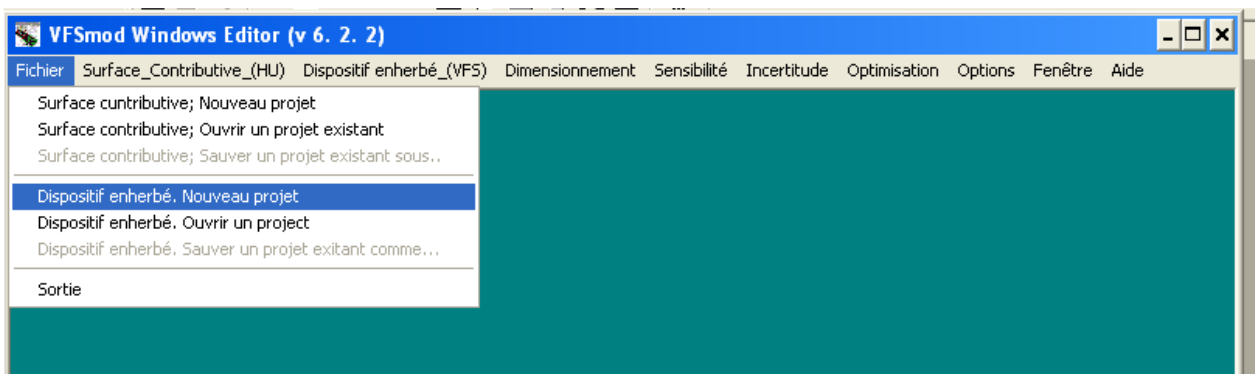 VFSmod Windows Editor (v 6. 2. 2)
Fichier Surface_Contributive_(HU) Dispositif enherbé_(VFS) Dimensionnement Sensibilité Incertitude Optimisation Options Fenêtre Aide
Surface cuntributive; Nouveau projet
Surface contributive; Ouvrir un projet existant
Surface contributive; Sauver un projet existant sous..
Dispositif enherbé. Nouveau projet
Dispositif enherbé. Ouvrir un project
Dispositif enherbé. Sauver un projet exitant comme...
Sortie